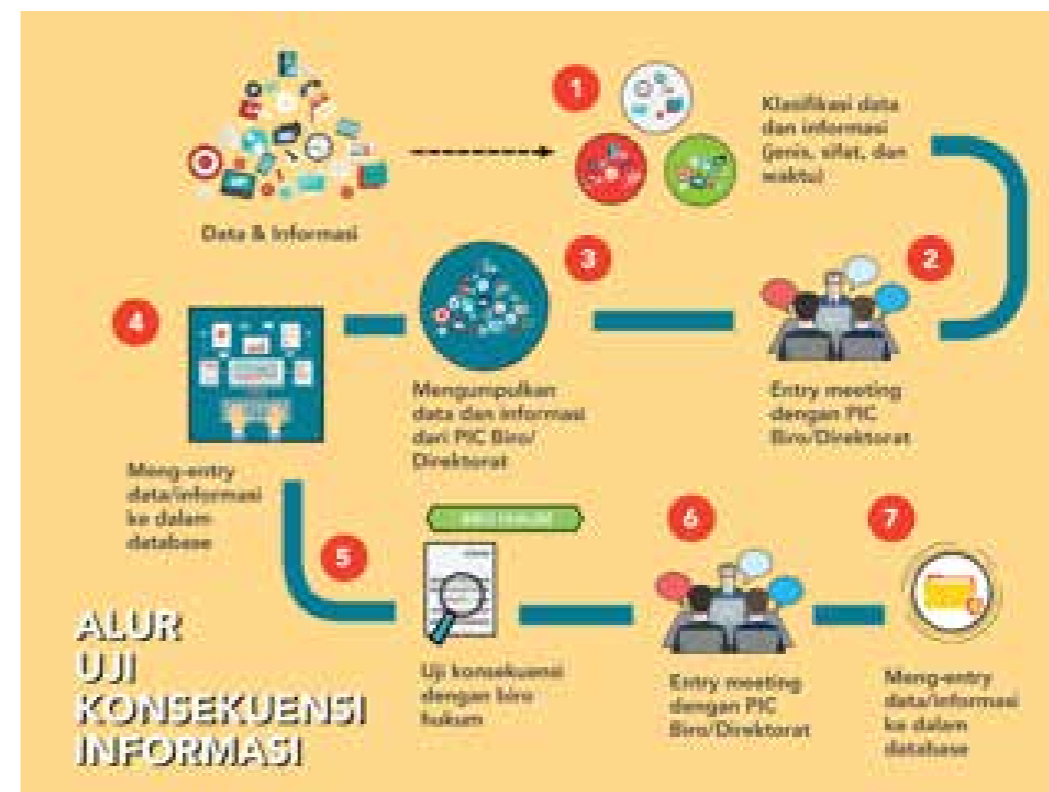 Data & Informasi
1
Klasifikasi data
dan informasi
(jenis, sifat, dan
waktu)
2
Entry meeting
dengan PIC
Biro/Direktorat
3
Mengumpulkan
data dan informasi
dari PIC Biro/
Direktorat
4
Meng-entry
data/informasi
ke dalam
database
5
BIRO HUKUM
Uji konsekuensi
dengan biro
hukum
6
Entry meeting
dengan PIC
Biro/Direktorat
7
Meng-entry
data/informasi
ke dalam
database
ALUR
UJI
KONSEKUENSI
INFORMASI